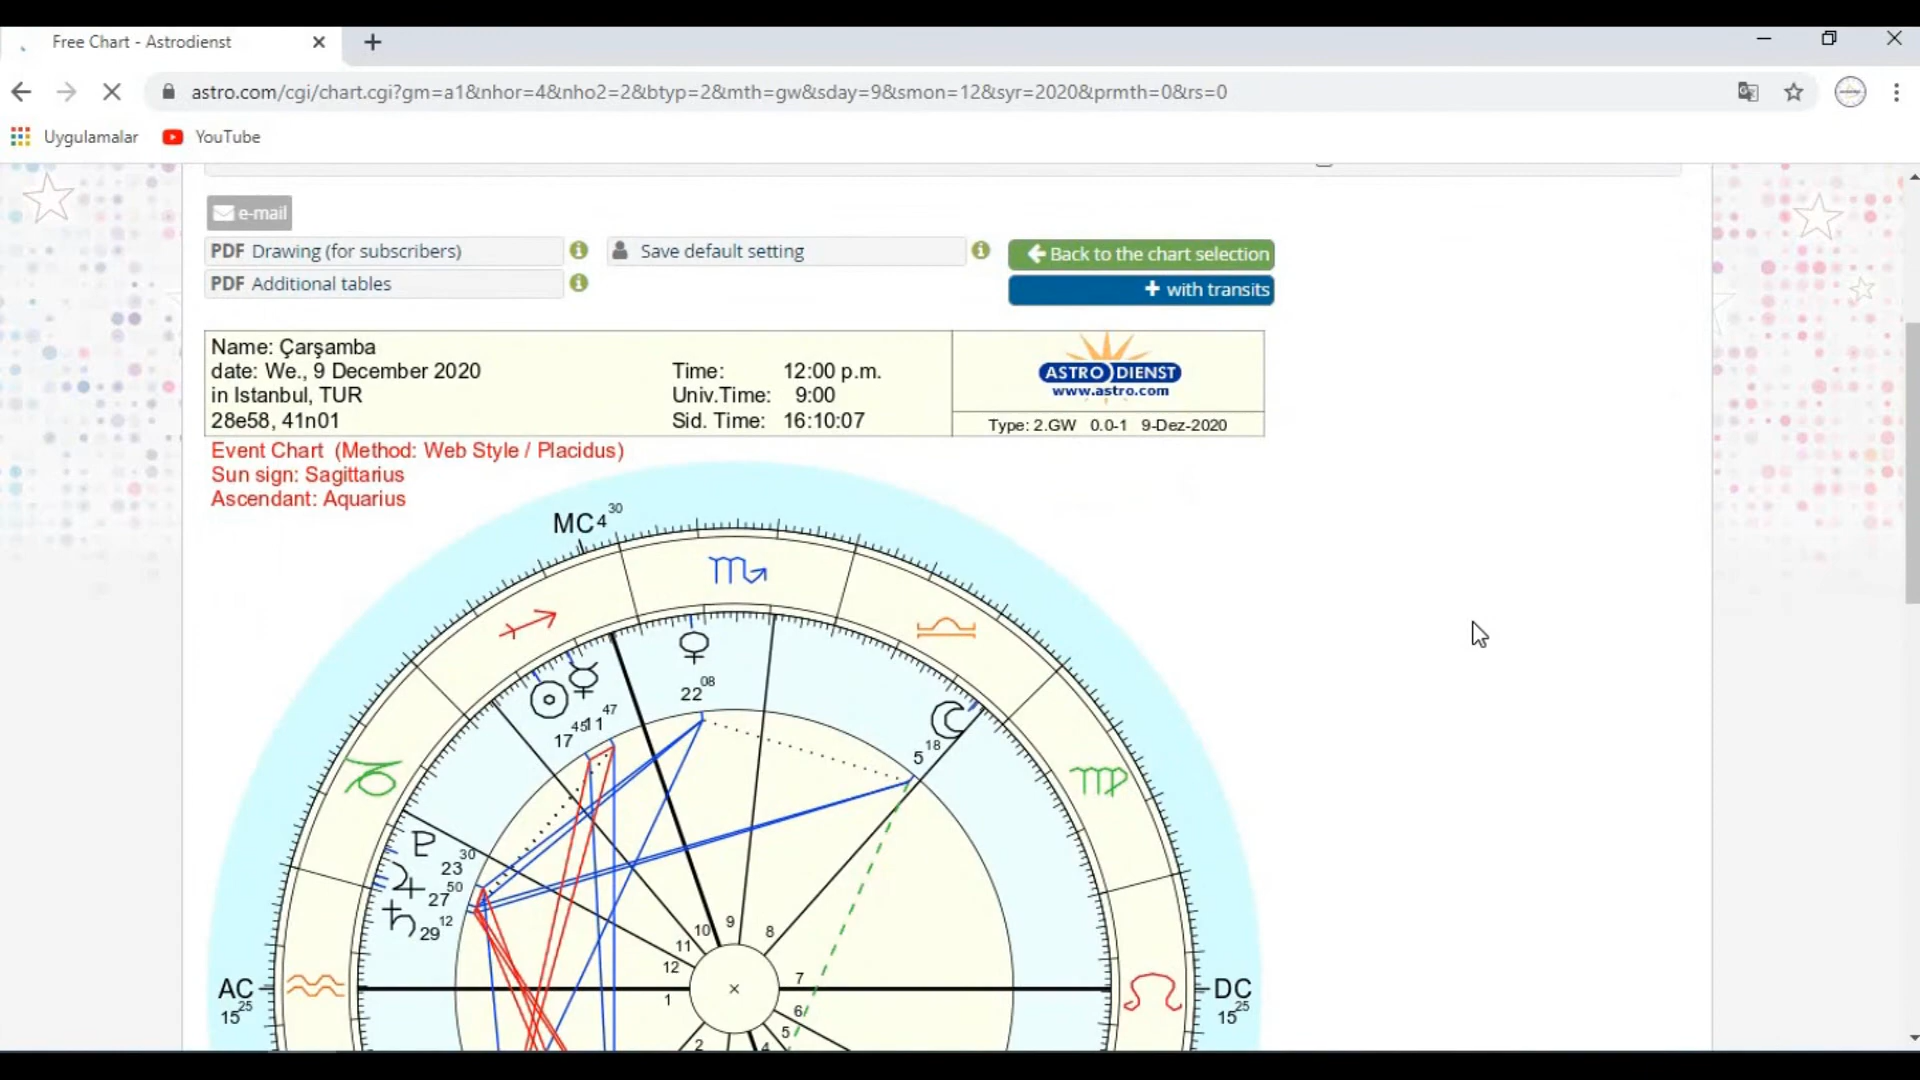 Free Chart - Astrodienst
astro.com/cgi/chart.cgi?gm=a1&nhor=4&nho2=2&btyp=2&mth=gw&sday=9&smon=12&syr=2020&prmth=0&rs=0
Uygulamalar YouTube
e-mail
PDF Drawing (for subscribers) Save default setting Back to the chart selection
PDF Additional tables + with transits
Name: Çarşamba
date: We., 9 December 2020 Time: 12:00 p.m. ASTRO DIENST
in Istanbul, TUR Univ.Time: 9:00 www.astro.com
28e58, 41n01 Sid. Time: 16:10:07 Type: 2.GW 0.0-1 9-Dez-2020
Event Chart (Method: Web Style / Placidus)
Sun sign: Sagittarius
Ascendant: Aquarius
MC 4 30
22 08
17 45 11 47
5 18
23 30
27 50
29 12
10 9 8
11
12 7
AC DC
15 25 15 25
1
6
5
2 4